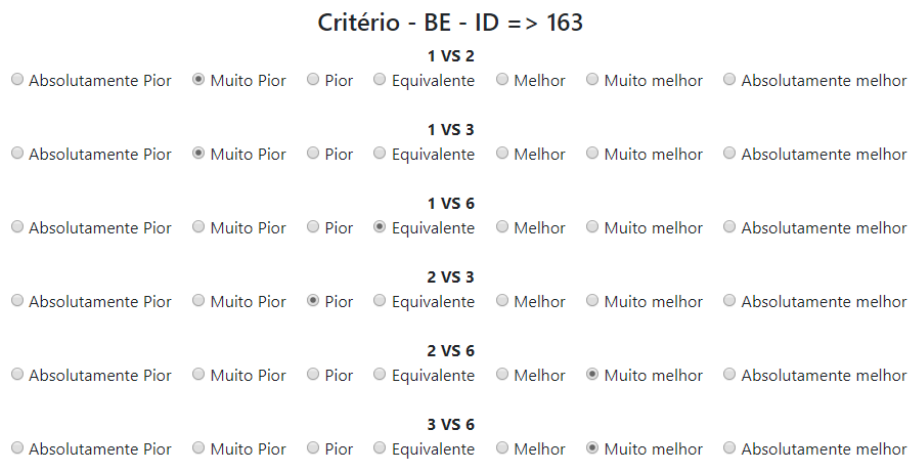 Critério - BE - ID => 163
1 VS 2
Absolutamente Pior Muito Pior Pior Equivalente Melhor Muito melhor Absolutamente melhor
1 VS 3
Absolutamente Pior Muito Pior Pior Equivalente Melhor Muito melhor Absolutamente melhor
1 VS 6
Absolutamente Pior Muito Pior Pior Equivalente Melhor Muito melhor Absolutamente melhor
2 VS 3
Absolutamente Pior Muito Pior Pior Equivalente Melhor Muito melhor Absolutamente melhor
2 VS 6
Absolutamente Pior Muito Pior Pior Equivalente Melhor Muito melhor Absolutamente melhor
3 VS 6
Absolutamente Pior Muito Pior Pior Equivalente Melhor Muito melhor Absolutamente melhor